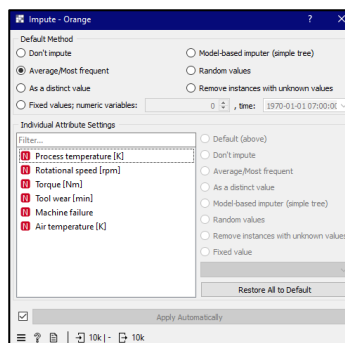 Impute - Orange ? ×
Default Method
Don't impute
Model-based imputer (simple tree)
Average/Most frequent
Random values
As a distinct value
Remove instances with unknown values
Fixed values; numeric variables: 0 , time: 1970-01-01 07:00:00
Individual Attribute Settings
Filter...
N Process temperature [K]
N Rotational speed [rpm]
N Torque [Nm]
N Tool wear [min]
N Machine failure
N Air temperature [K]
Default (above)
Don't impute
Average/Most frequent
As a distinct value
Model-based imputer (simple tree)
Random values
Remove instances with unknown values
Fixed value
Restore All to Default
Apply Automatically
? 10k | - 10k